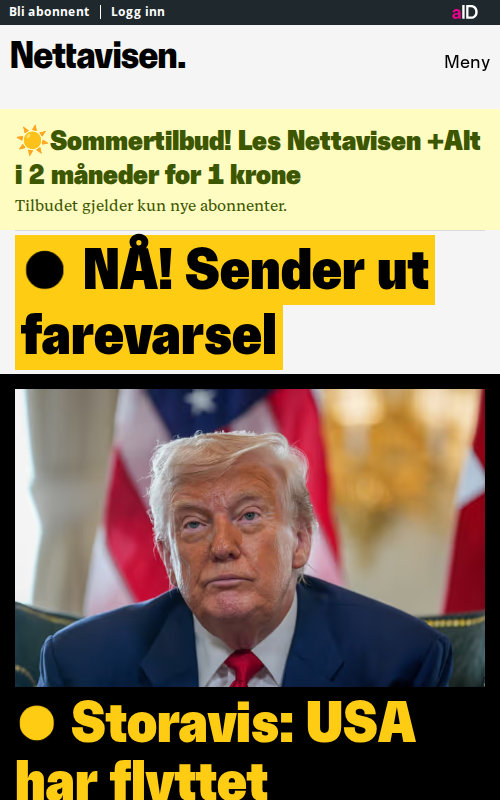 Bli abonnent | Logg inn
aID
Nettavisen.
Meny
☀️Sommertilbud! Les Nettavisen +Alt
i 2 måneder for 1 krone
Tilbudet gjelder kun nye abonnenter.
● NÅ! Sender ut
farevarsel
● Storavis: USA
har flyttet